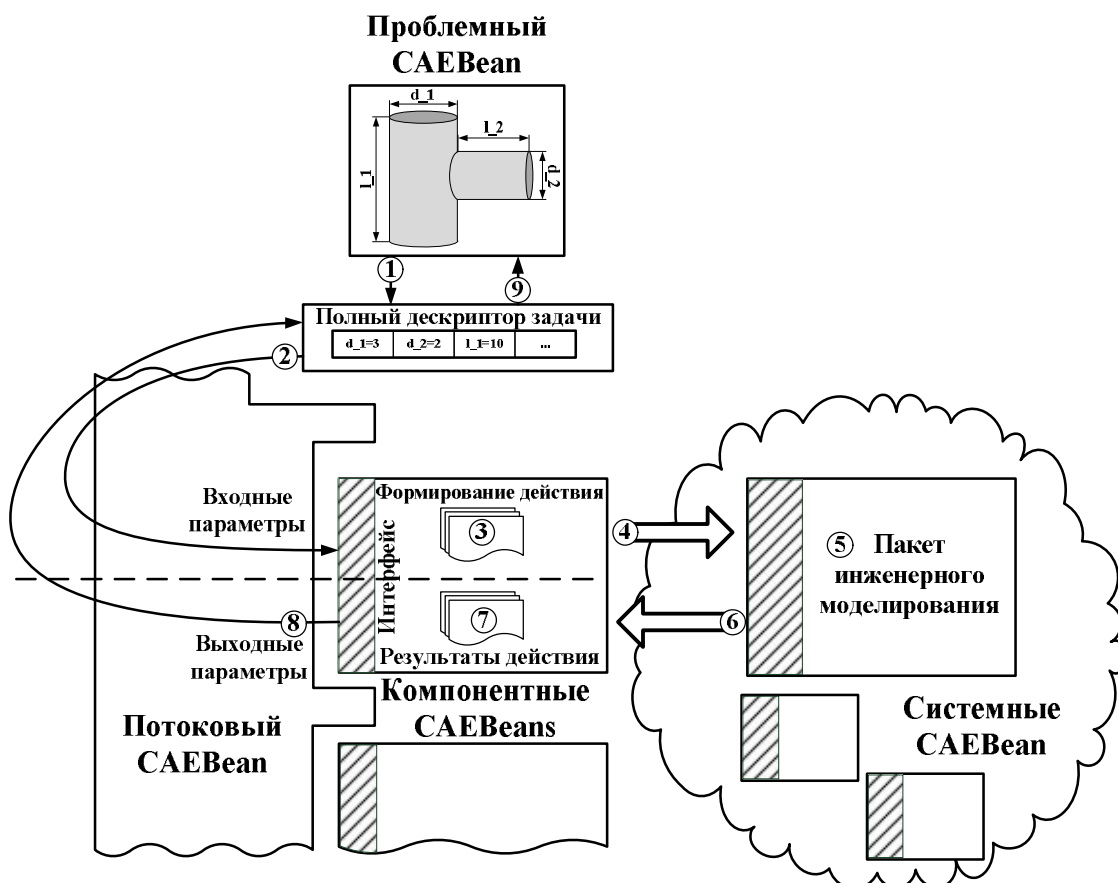 Проблемный
CAEBean
d_1
l_2
l_1
d_2
1
9
Полный дескриптор задачи
d_1=3 d_2=2 l_1=10 ...
2
Входные
параметры
Формирование действия
3
4
5 Пакет
инженерного
моделирования
Интерфейс
8
7
6
Выходные
параметры
Результаты действия
Компонентные
CAEBeans
Потоковый
CAEBean
Системные
CAEBean